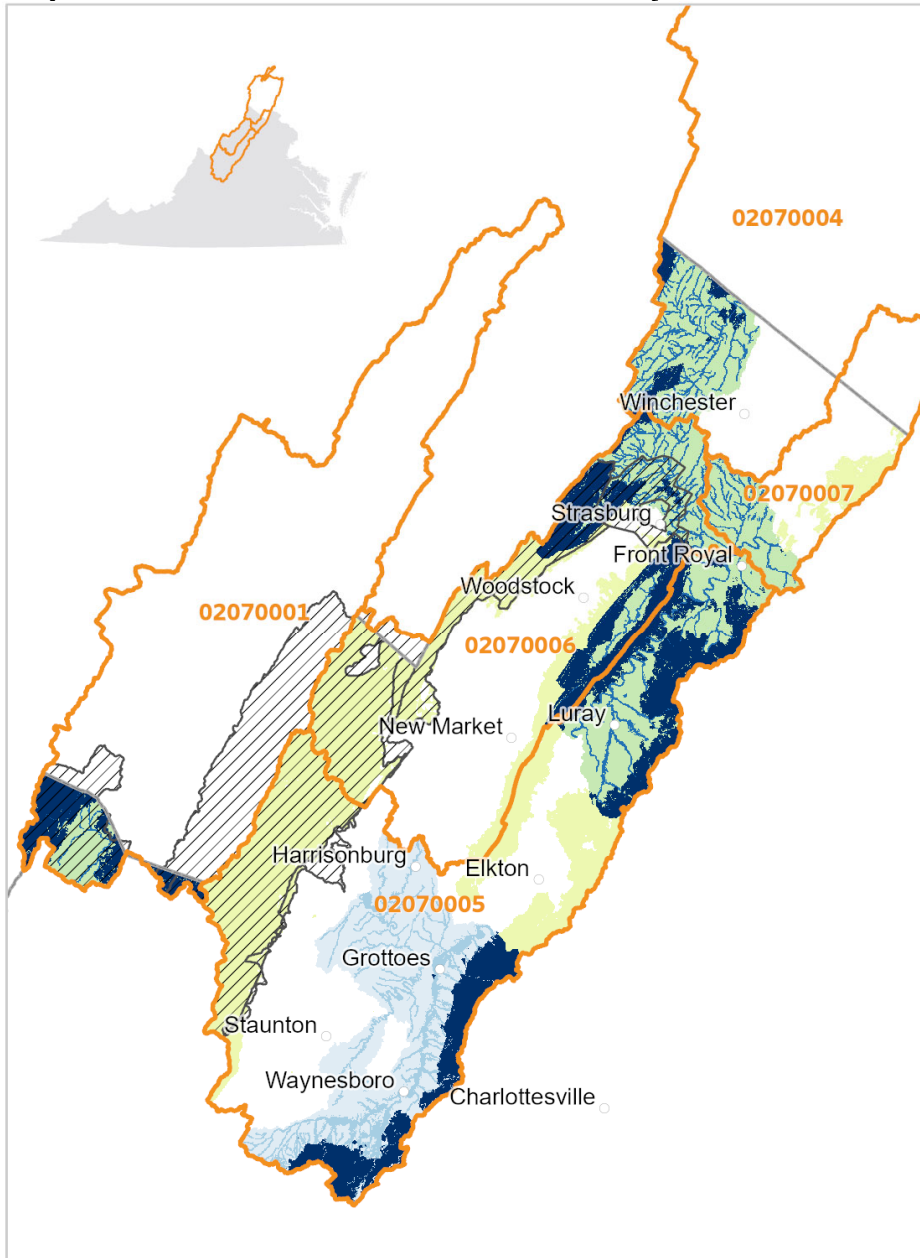 02070004
Winchester
02070007
Strasburg
Front Royal
Woodstock
02070001
02070006
Luray
New Market
Harrisonburg
Elkton
02070005
Grottoes
Staunton
Waynesboro
Charlottesville